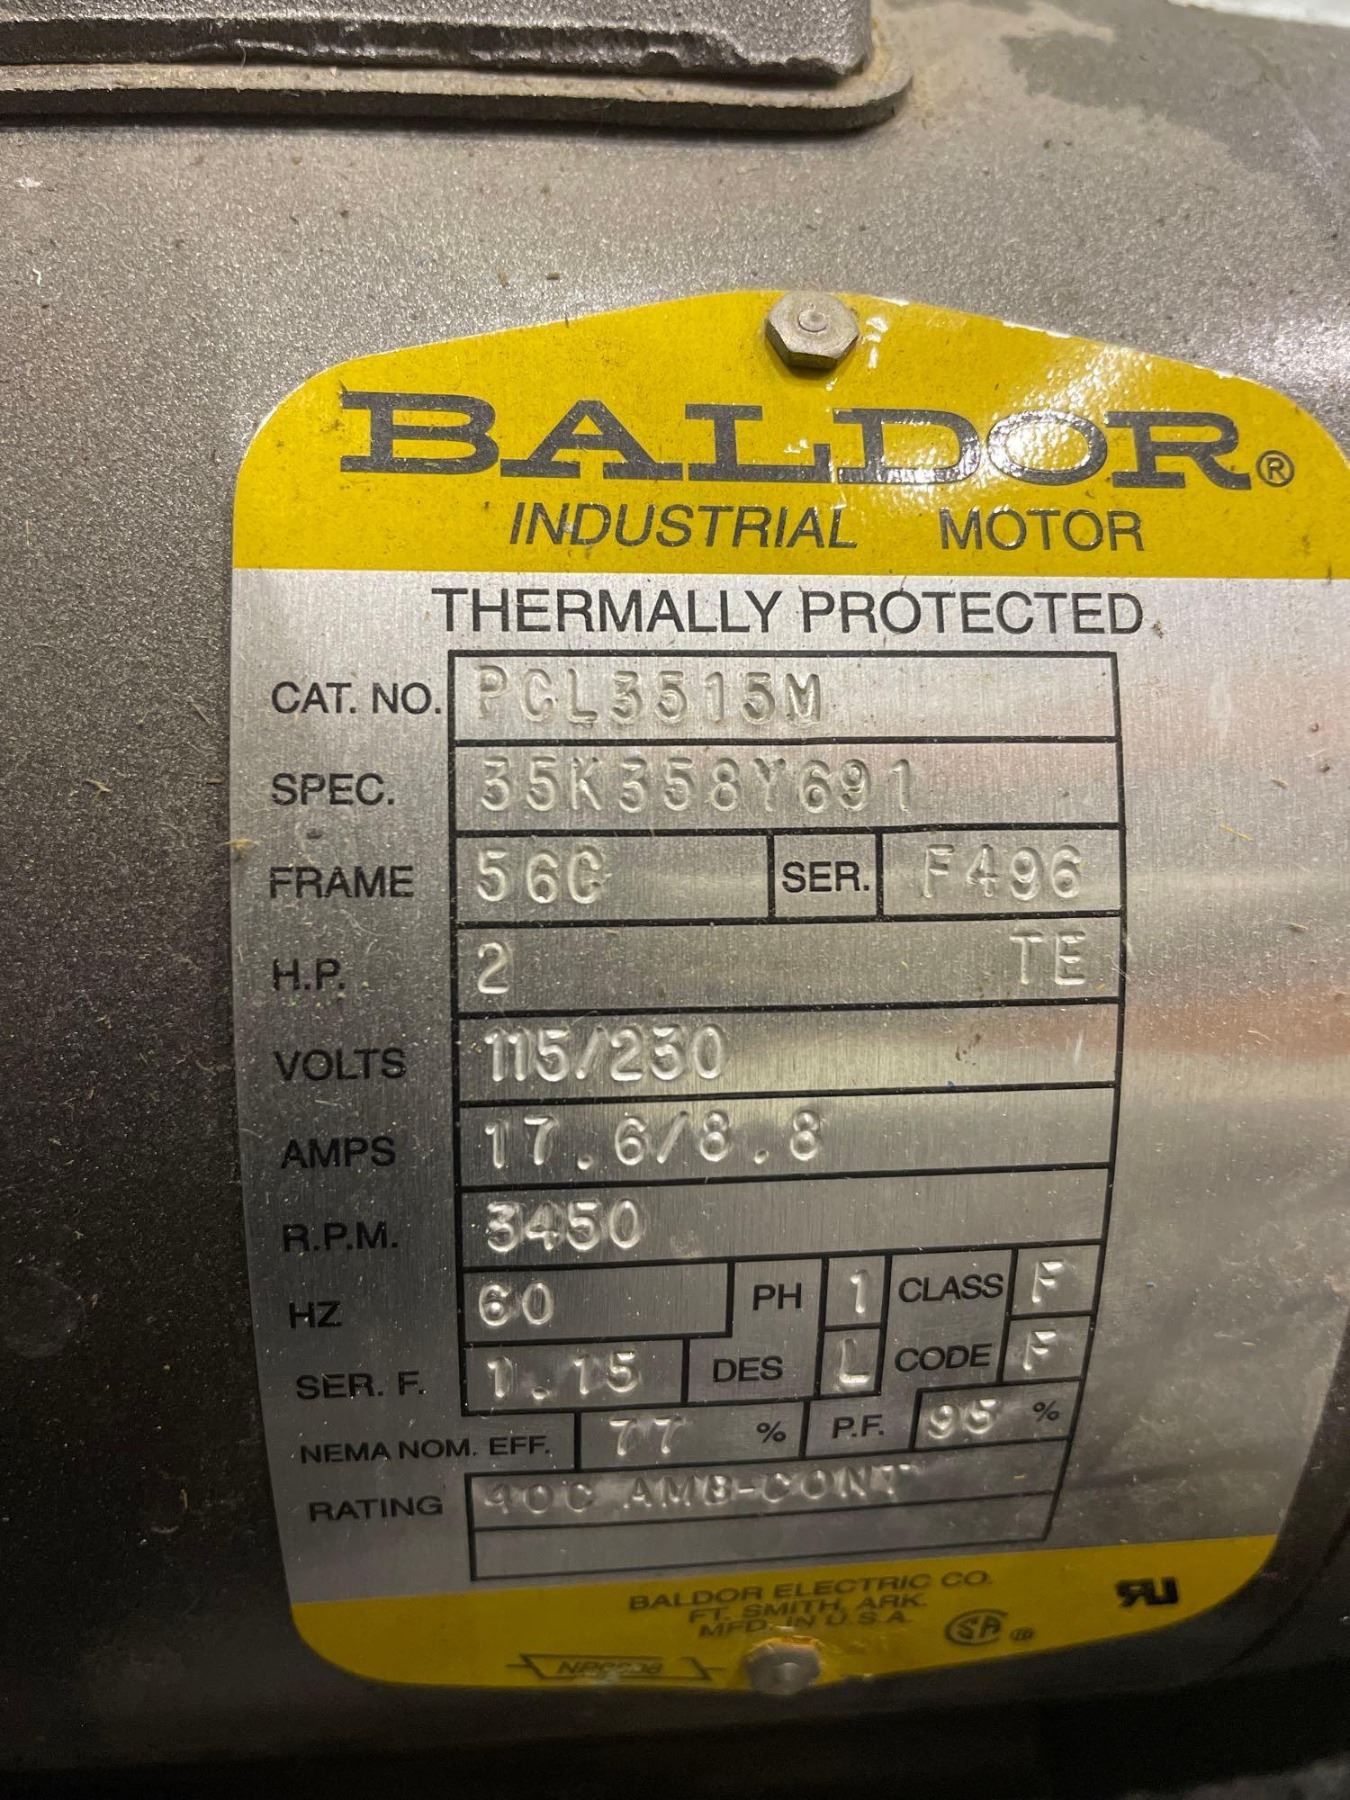 BALDOR®
INDUSTRIAL MOTOR
THERMALLY PROTECTED
CAT. NO. PCL3515M
SPEC. 35K358Y691
FRAME 56C SER. F496
H.P. 2 TE
VOLTS 115/230
AMPS 17.6/8.8
R.P.M. 3450
HZ 60 PH 1 CLASS F
SER. F. 1.15 DES L CODE F
NEMA NOM. EFF. 77 % P.F. 95 %
RATING 40C AMB-CONT
BALDOR ELECTRIC CO.
FT. SMITH, ARK.
MFD. IN U.S.A.
SA ®